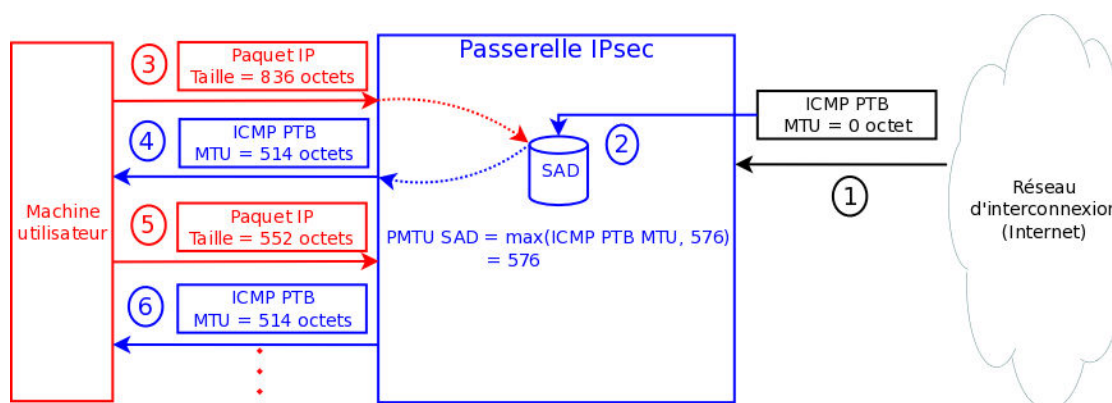 Passerelle IPsec
3
Paquet IP
Taille = 836 octets
4
ICMP PTB
MTU = 514 octets
2
SAD
ICMP PTB
MTU = 0 octet
1
Machine
utilisateur
5
Paquet IP
Taille = 552 octets
PMTU SAD = max(ICMP PTB MTU, 576)
= 576
Réseau
d'interconnexion
(Internet)
6
ICMP PTB
MTU = 514 octets